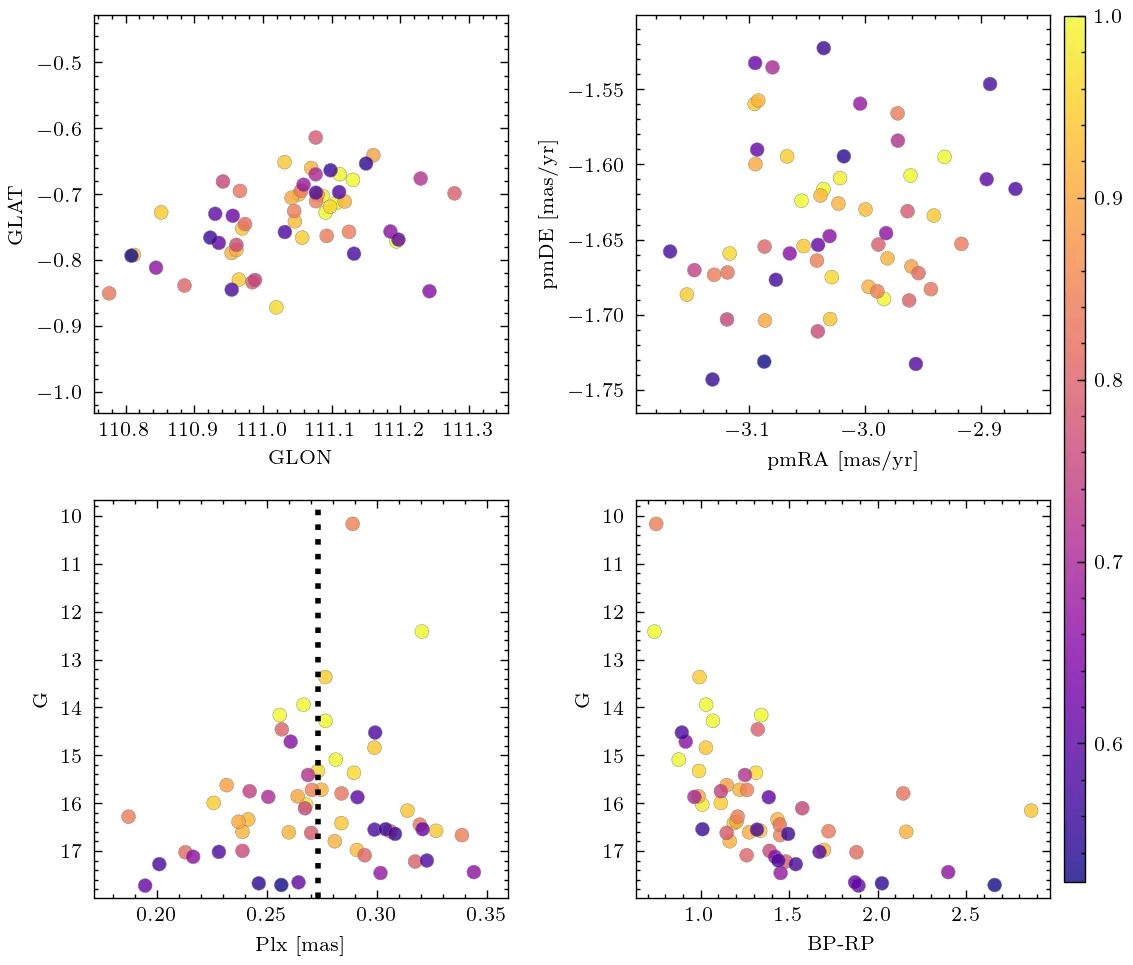 −0.5
−0.6
−0.7
−0.8
−0.9
−1.0
GLAT
110.8 110.9 111.0 111.1 111.2 111.3
GLON
−1.55
−1.60
−1.65
−1.70
−1.75
pmDE [mas/yr]
−3.1 −3.0 −2.9
pmRA [mas/yr]
1.0
0.9
0.8
0.7
0.6
10
11
12
13
14
15
16
17
G
0.20 0.25 0.30 0.35
Plx [mas]
10
11
12
13
14
15
16
17
G
1.0 1.5 2.0 2.5
BP-RP